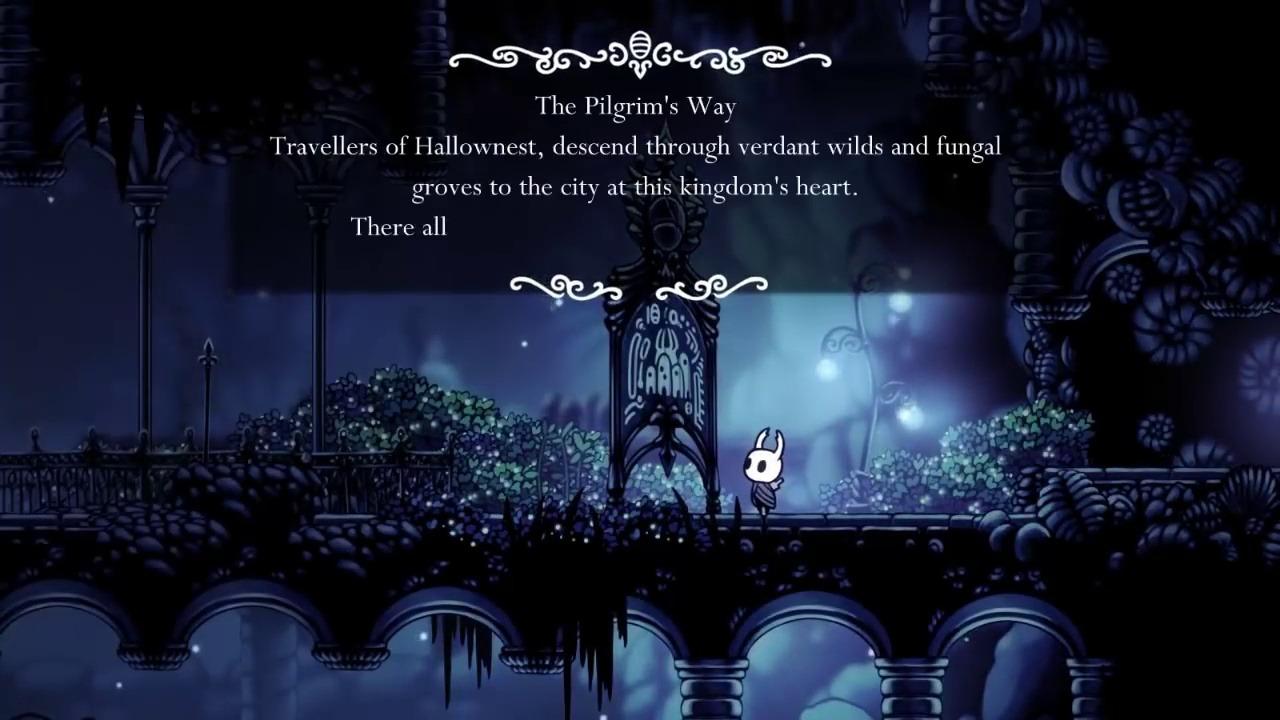 The Pilgrim's Way
Travellers of Hallownest, descend through verdant wilds and fungal
groves to the city at this kingdom's heart.
There all